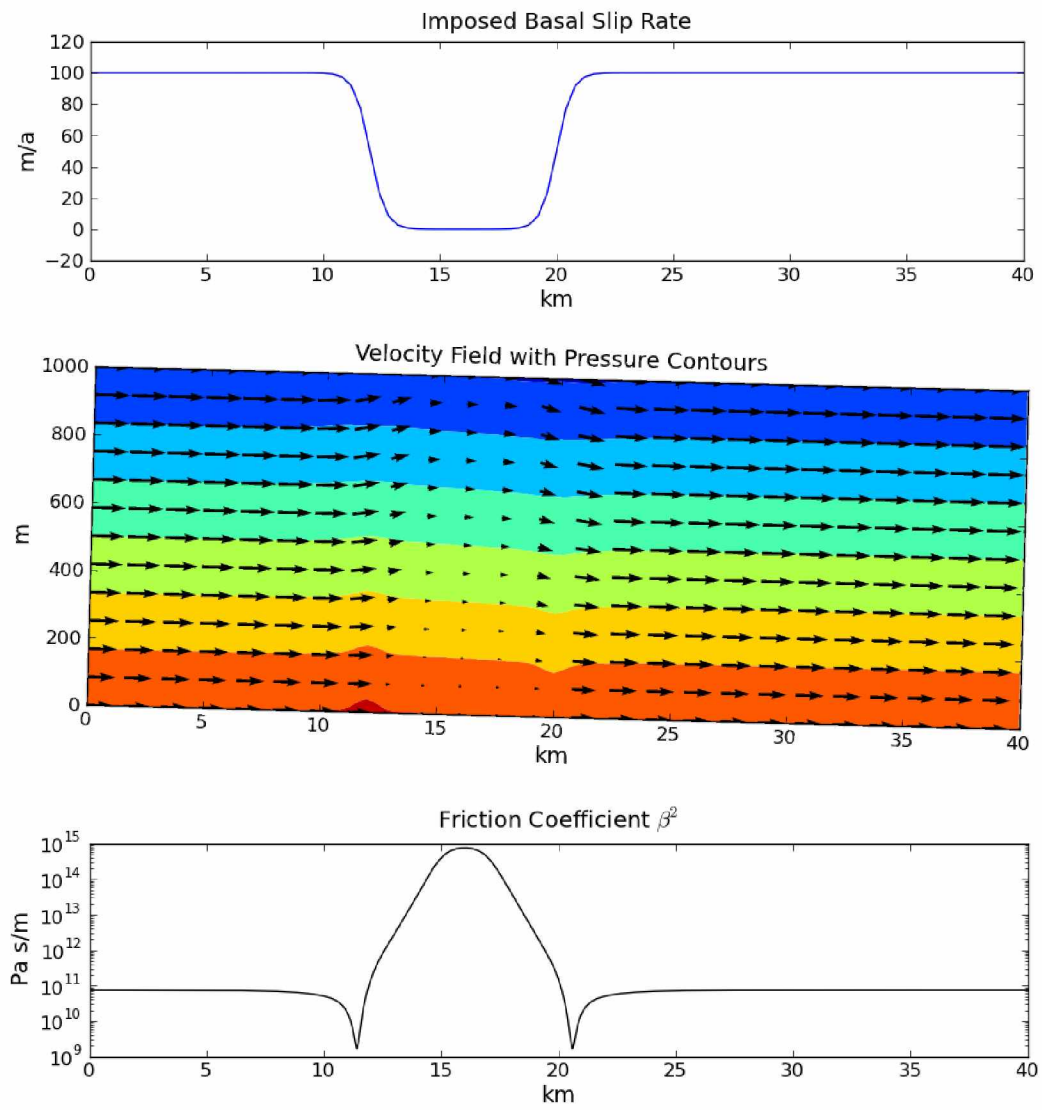 Imposed Basal Slip Rate
120
100
80
60
40
20
0
−20
m/a
0 5 10 15 20 25 30 35 40
km
Velocity Field with Pressure Contours
1000
800
600
400
200
0
m
0 5 10 15 20 25 30 35 40
km
Friction Coefficient β²
10¹⁵
10¹⁴
10¹³
10¹²
10¹¹
10¹⁰
10⁹
Pa s/m
0 5 10 15 20 25 30 35 40
km